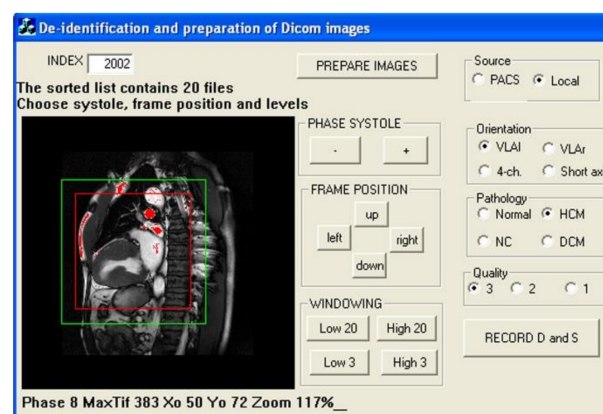 De-identification and preparation of Dicom images
INDEX 2002
PREPARE IMAGES
Source
PACS Local
The sorted list contains 20 files
Choose systole, frame position and levels
PHASE SYSTOLE
- +
Orientation
VLAl VLAr
4-ch. Short ax
FRAME POSITION
up
left right
down
Pathology
Normal HCM
NC DCM
Quality
3 2 1
WINDOWING
Low 20 High 20
Low 3 High 3
RECORD D and S
Phase 8 MaxTif 383 Xo 50 Yo 72 Zoom 117%_